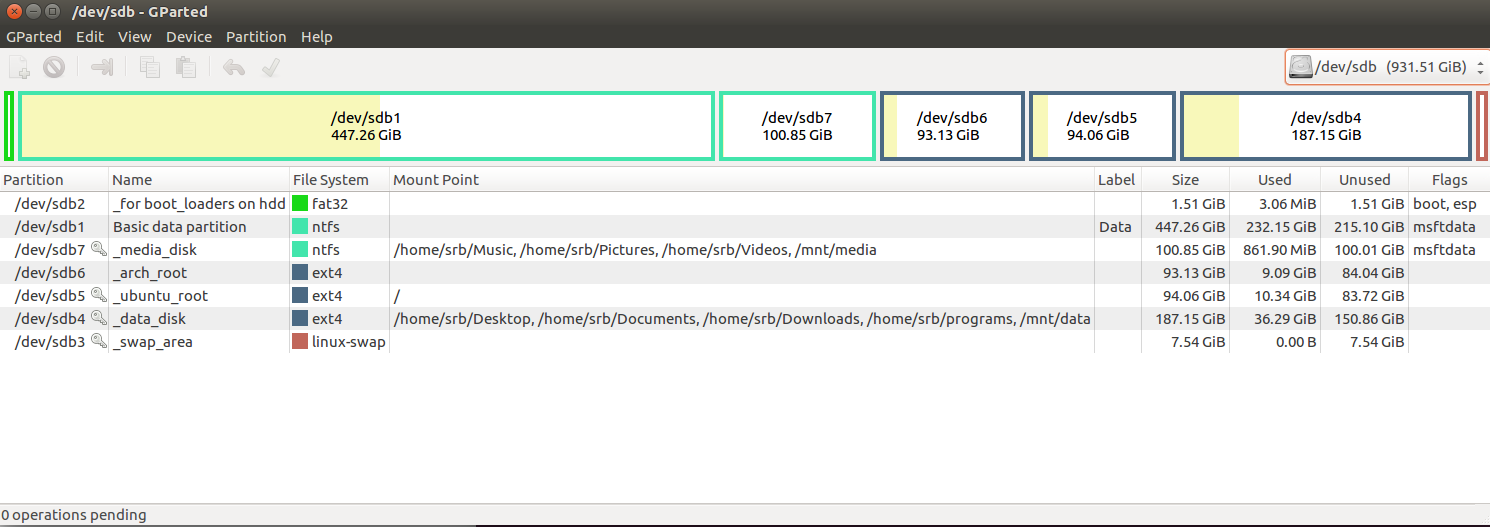 /dev/sdb - GParted
GParted Edit View Device Partition Help
/dev/sdb (931.51 GiB)
/dev/sdb1 /dev/sdb7 /dev/sdb6 /dev/sdb5 /dev/sdb4
447.26 GiB 100.85 GiB 93.13 GiB 94.06 GiB 187.15 GiB
Partition Name File System Mount Point Label Size Used Unused Flags
/dev/sdb2 _for boot_loaders on hdd fat32 1.51 GiB 3.06 MiB 1.51 GiB boot, esp
/dev/sdb1 Basic data partition ntfs Data 447.26 GiB 232.15 GiB 215.10 GiB msftdata
/dev/sdb7 _media_disk ntfs /home/srb/Music, /home/srb/Pictures, /home/srb/Videos, /mnt/media 100.85 GiB 861.90 MiB 100.01 GiB msftdata
/dev/sdb6 _arch_root ext4 93.13 GiB 9.09 GiB 84.04 GiB
/dev/sdb5 _ubuntu_root ext4 / 94.06 GiB 10.34 GiB 83.72 GiB
/dev/sdb4 _data_disk ext4 /home/srb/Desktop, /home/srb/Documents, /home/srb/Downloads, /home/srb/programs, /mnt/data 187.15 GiB 36.29 GiB 150.86 GiB
/dev/sdb3 _swap_area linux-swap 7.54 GiB 0.00 B 7.54 GiB
0 operations pending